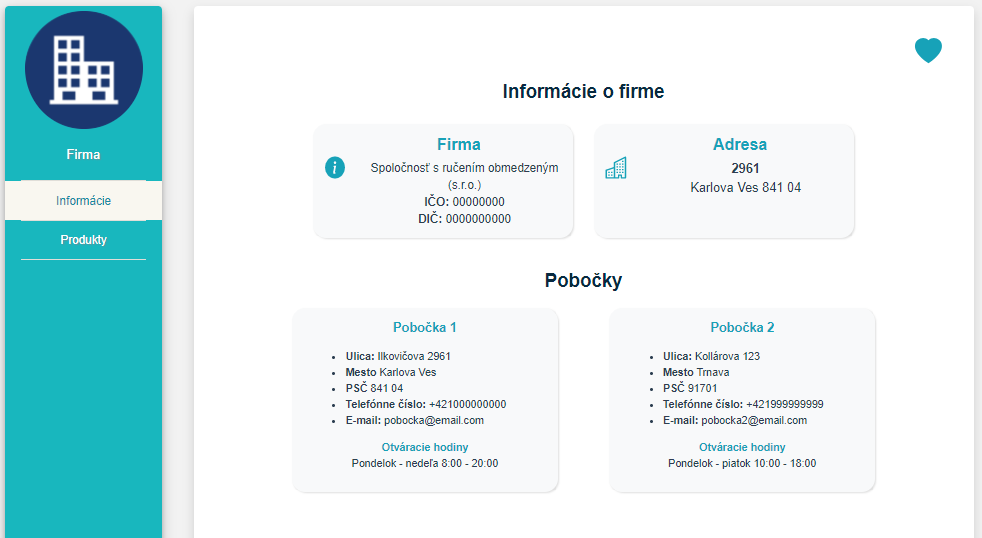 Firma
Informácie
Produkty
Informácie o firme
Firma
Spoločnosť s ručením obmedzeným
(s.r.o.)
IČO: 00000000
DIČ: 0000000000
Adresa
2961
Karlova Ves 841 04
Pobočky
Pobočka 1
Ulica: Ilkovičova 2961
Mesto Karlova Ves
PSČ 841 04
Telefónne číslo: +421000000000
E-mail: pobocka@email.com
Otváracie hodiny
Pondelok - nedeľa 8:00 - 20:00
Pobočka 2
Ulica: Kollárova 123
Mesto Trnava
PSČ 91701
Telefónne číslo: +421999999999
E-mail: pobocka2@email.com
Otváracie hodiny
Pondelok - piatok 10:00 - 18:00